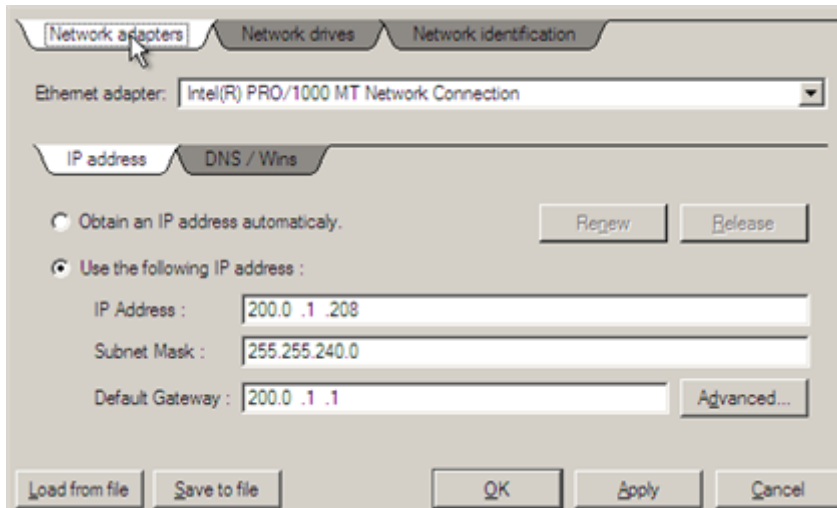 Network adapters Network drives Network identification
Ethernet adapter: Intel(R) PRO/1000 MT Network Connection
IP address DNS / Wins
Obtain an IP address automaticaly. Renew Release
Use the following IP address :
IP Address : 200.0 .1 .208
Subnet Mask : 255.255.240.0
Default Gateway : 200.0 .1 .1 Advanced...
Load from file Save to file OK Apply Cancel